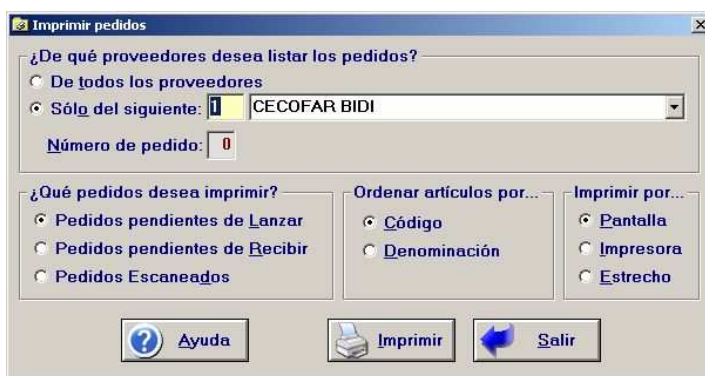 Imprimir pedidos
¿De qué proveedores desea listar los pedidos?
De todos los proveedores
Sólo del siguiente: 1 CECOFAR BIDI
Número de pedido: 0
¿Qué pedidos desea imprimir?
Pedidos pendientes de Lanzar
Pedidos pendientes de Recibir
Pedidos Escaneados
Ordenar artículos por...
Código
Denominación
Imprimir por...
Pantalla
Impresora
Estrecho
Ayuda
Imprimir
Salir